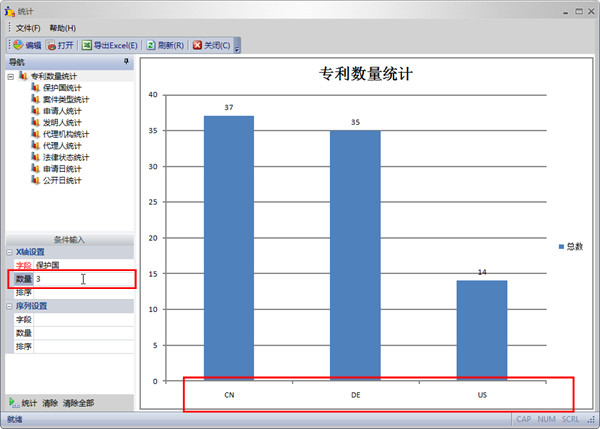 统计
文件(F) 帮助(H)
编辑 打开 导出Excel(E) 刷新(R) 关闭(C)
导航
专利数量统计
保护国统计
案件类型统计
申请人统计
发明人统计
代理机构统计
代理人统计
法律状态统计
申请日统计
公开日统计
条件输入
X轴设置
字段 保护国
数量 3
排序
序列设置
字段
数量
排序
统计 清除 清除全部
就绪
专利数量统计
40
35
30
25
20
15
10
5
0
37
35
14
CN DE US
总数
CAP NUM SCRL